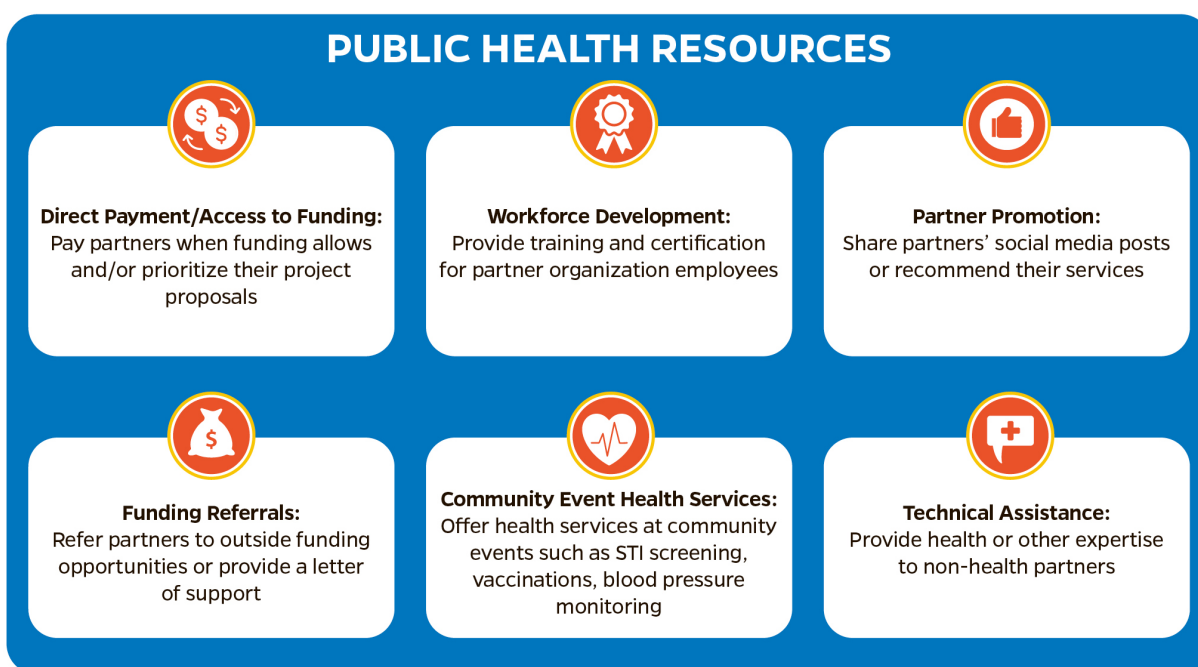 PUBLIC HEALTH RESOURCES
$
$
Direct Payment/Access to Funding:
Pay partners when funding allows
and/or prioritize their project
proposals
Workforce Development:
Provide training and certification
for partner organization employees
Partner Promotion:
Share partners’ social media posts
or recommend their services
$
Funding Referrals:
Refer partners to outside funding
opportunities or provide a letter
of support
Community Event Health Services:
Offer health services at community
events such as STI screening,
vaccinations, blood pressure
monitoring
Technical Assistance:
Provide health or other expertise
to non-health partners